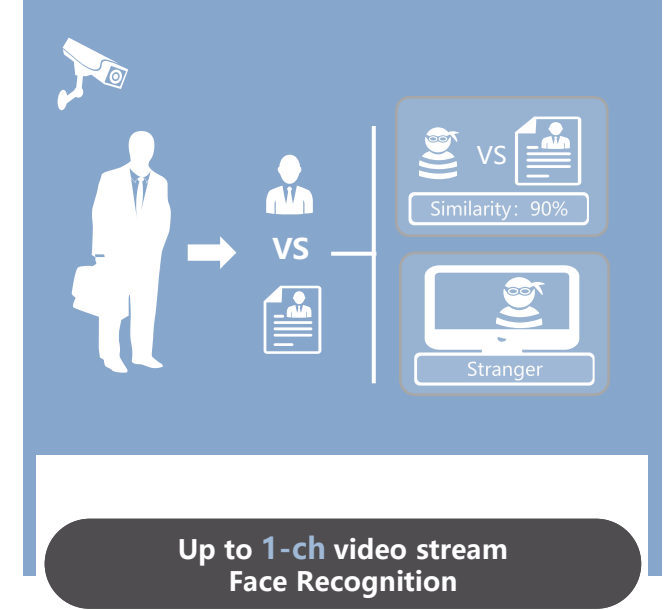 VS
VS
Similarity: 90%
Stranger
Up to 1-ch video stream
Face Recognition